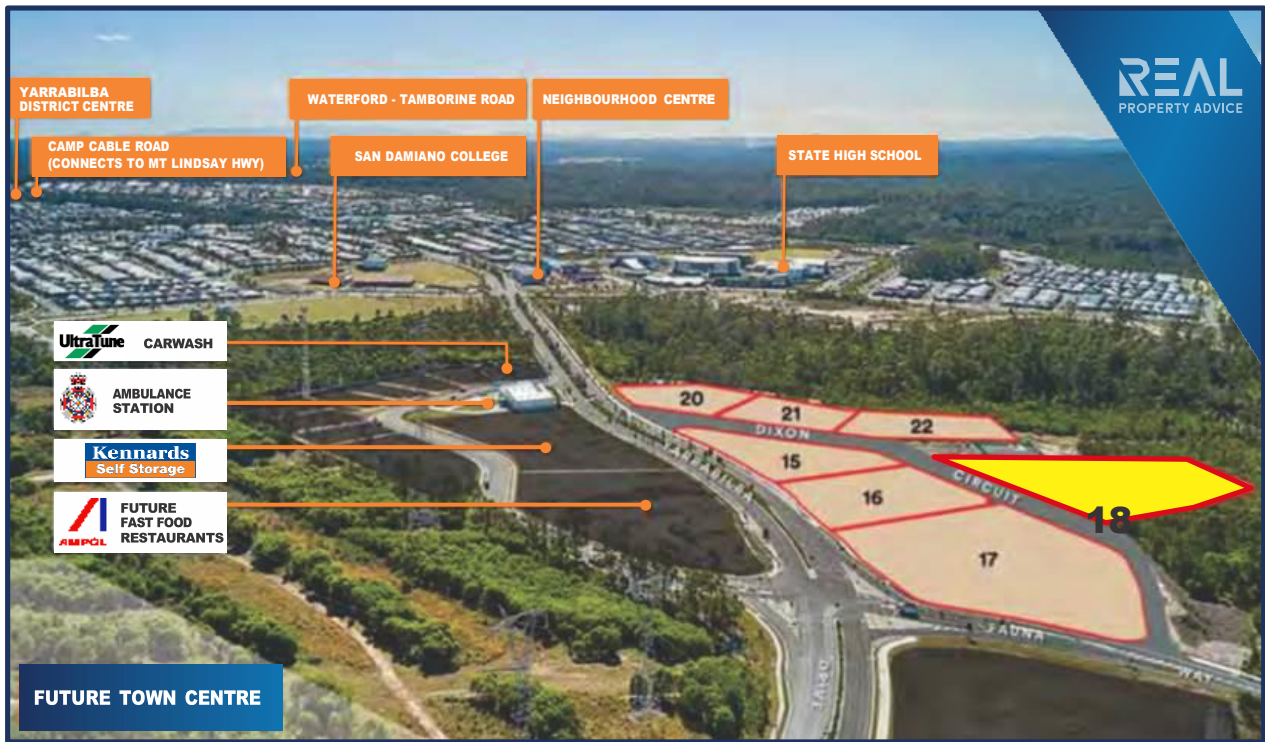 REAL
PROPERTY ADVICE
YARRABILBA
DISTRICT CENTRE
WATERFORD - TAMBORINE ROAD
NEIGHBOURHOOD CENTRE
CAMP CABLE ROAD
(CONNECTS TO MT LINDSAY HWY)
SAN DAMIANO COLLEGE
STATE HIGH SCHOOL
UltraTune CARWASH
AMBULANCE
STATION
Kennards
Self Storage
AMPOL
FUTURE
FAST FOOD
RESTAURANTS
20
21
22
DIXON
CIRCUIT
15
16
17
18
YARRABILBA
FAUNA
WAY
FUTURE TOWN CENTRE